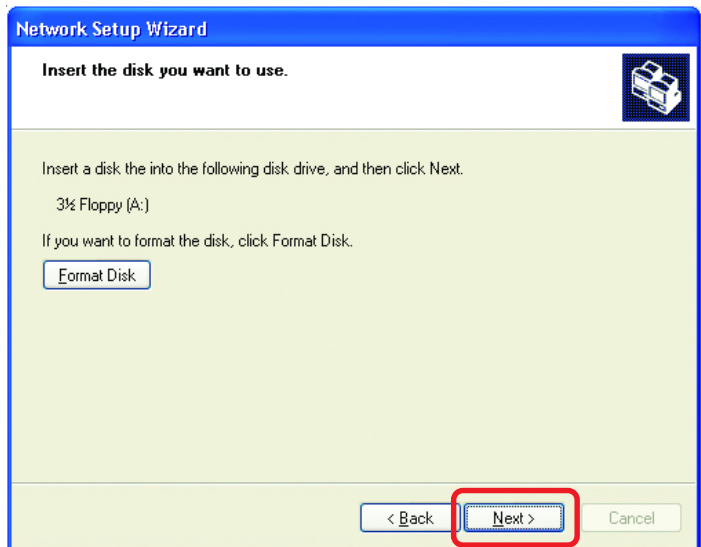 Network Setup Wizard
Insert the disk you want to use.
Insert a disk the into the following disk drive, and then click Next.
3½ Floppy (A:)
If you want to format the disk, click Format Disk.
Format Disk
< Back
Next >
Cancel